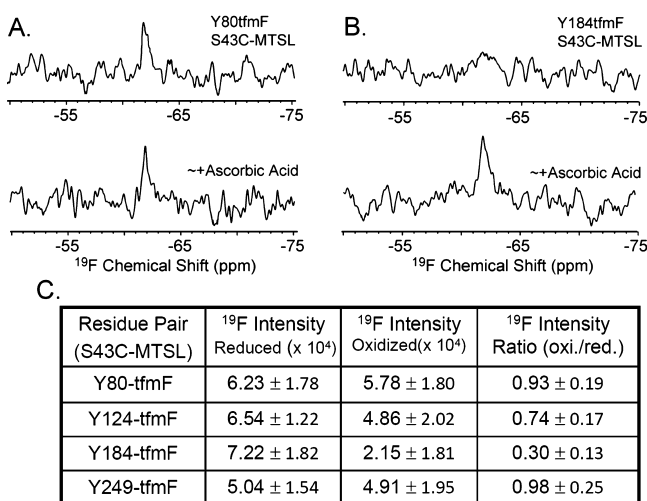 A.
Y80tfmF
S43C-MTSL
-55
-65
-75
~+Ascorbic Acid
-55
-65
-75
¹⁹F Chemical Shift (ppm)
B.
Y184tfmF
S43C-MTSL
-55
-65
-75
~+Ascorbic Acid
-55
-65
-75
¹⁹F Chemical Shift (ppm)
C.
Residue Pair
(S43C-MTSL)
¹⁹F Intensity
Reduced (x 10⁴)
¹⁹F Intensity
Oxidized(x 10⁴)
¹⁹F Intensity
Ratio (oxi./red.)
Y80-tfmF 6.23 ± 1.78 5.78 ± 1.80 0.93 ± 0.19
Y124-tfmF 6.54 ± 1.22 4.86 ± 2.02 0.74 ± 0.17
Y184-tfmF 7.22 ± 1.82 2.15 ± 1.81 0.30 ± 0.13
Y249-tfmF 5.04 ± 1.54 4.91 ± 1.95 0.98 ± 0.25